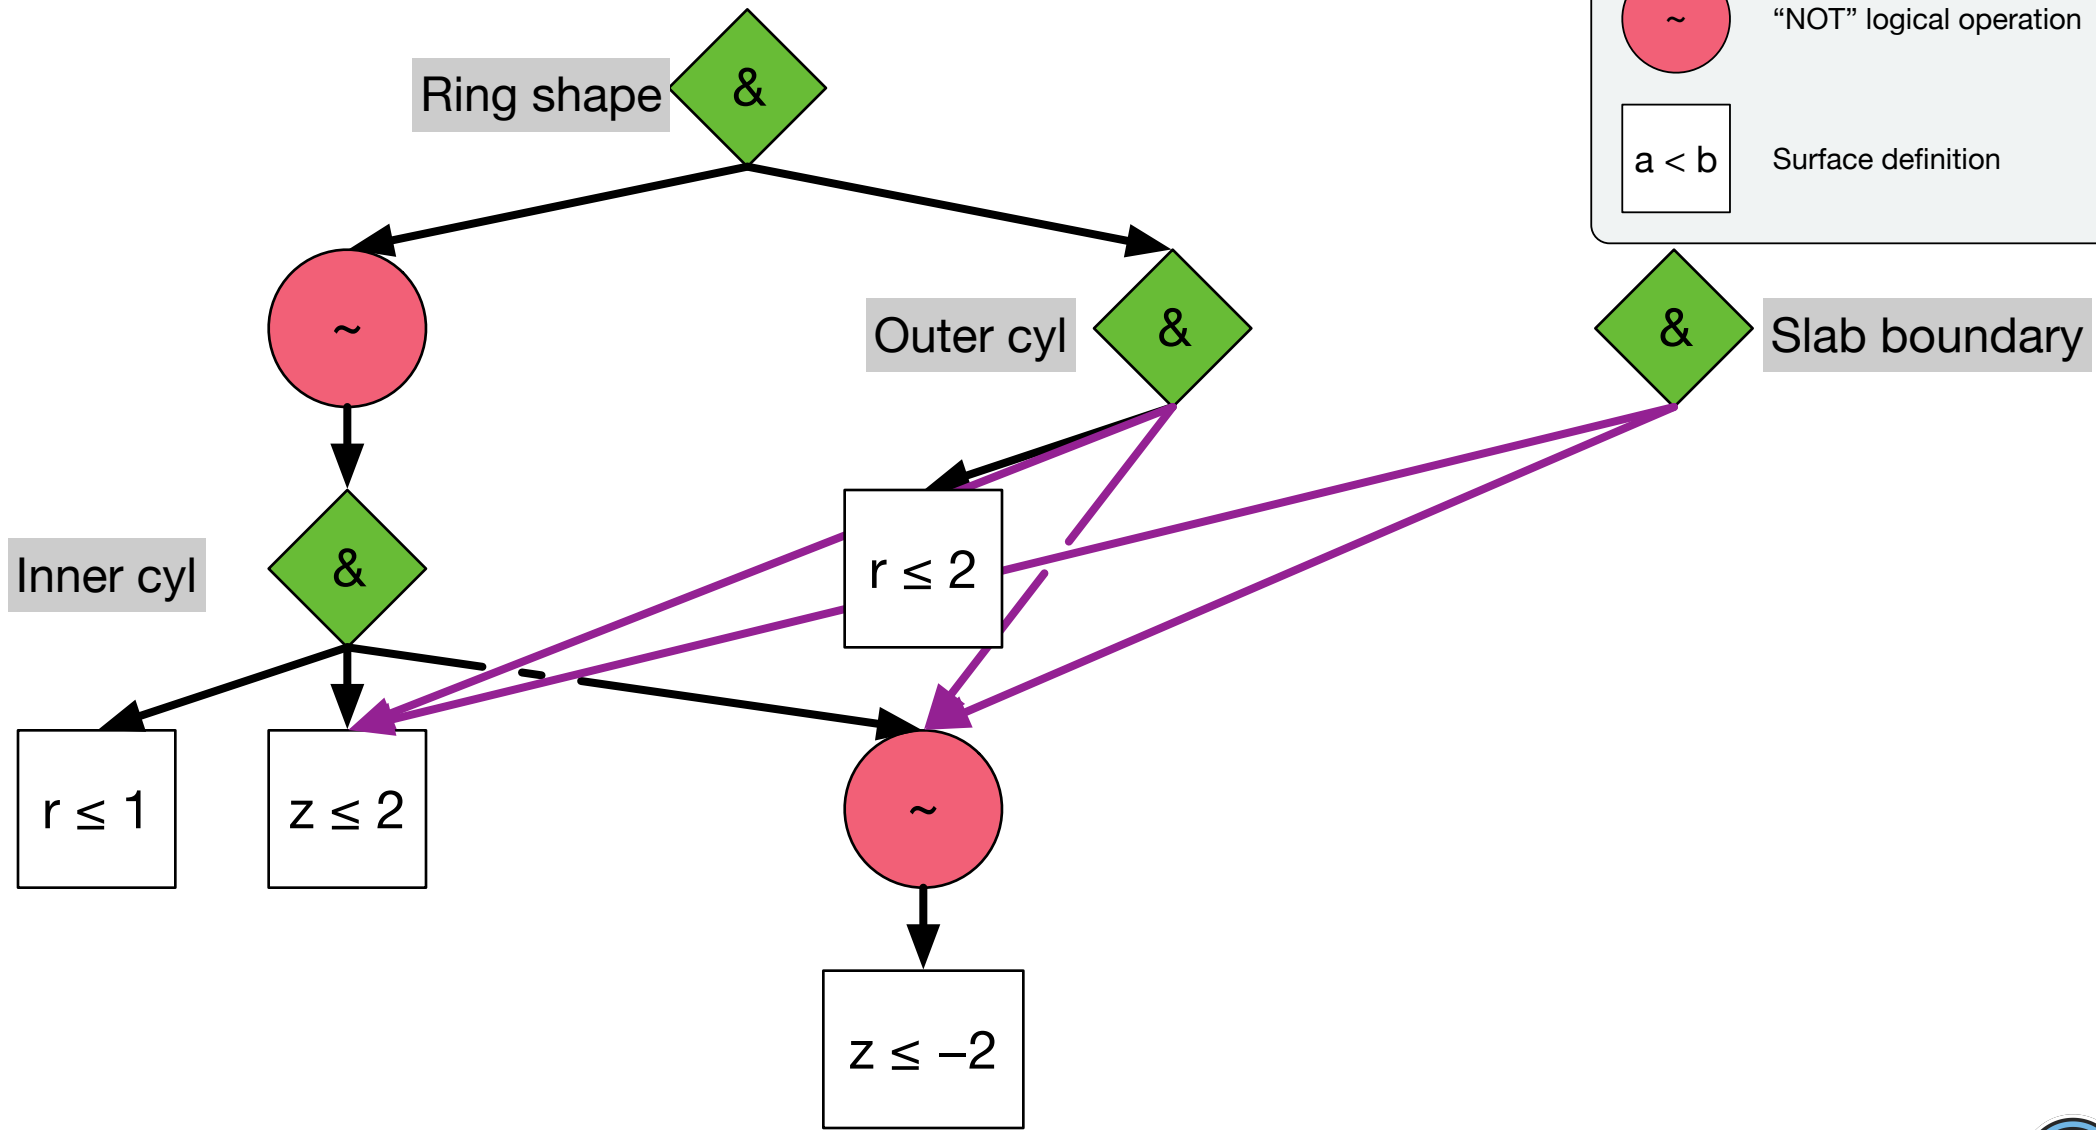 ~
“NOT” logical operation
Ring shape
&
a < b
Surface definition
~
Outer cyl
&
&
Slab boundary
Inner cyl
&
r ≤ 2
r ≤ 1
z ≤ 2
~
z ≤ −2